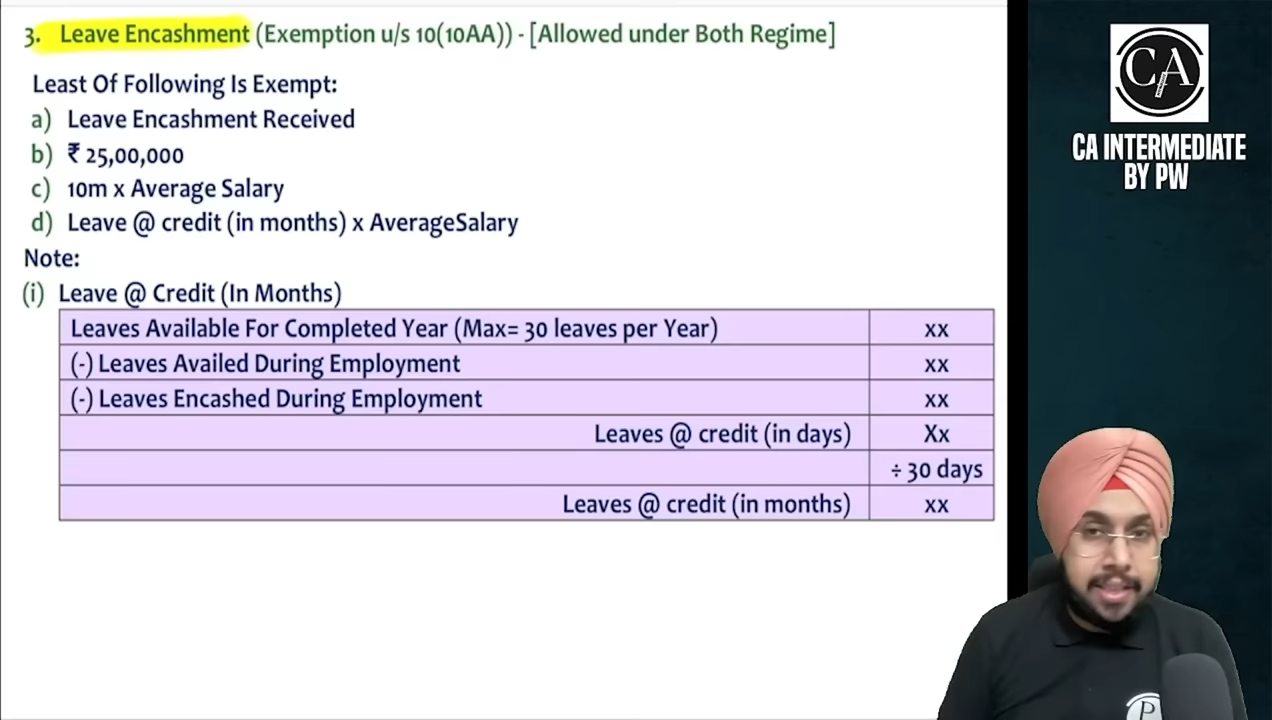 3. Leave Encashment (Exemption u/s 10(10AA)) - [Allowed under Both Regime]
Least Of Following Is Exempt:
a) Leave Encashment Received
b) ₹ 25,00,000
c) 10m x Average Salary
d) Leave @ credit (in months) x AverageSalary
Note:
(i) Leave @ Credit (In Months)
Leaves Available For Completed Year (Max= 30 leaves per Year) xx
(-) Leaves Availed During Employment xx
(-) Leaves Encashed During Employment xx
Leaves @ credit (in days) Xx
÷ 30 days
Leaves @ credit (in months) xx
CA
CA INTERMEDIATE
BY PW
P